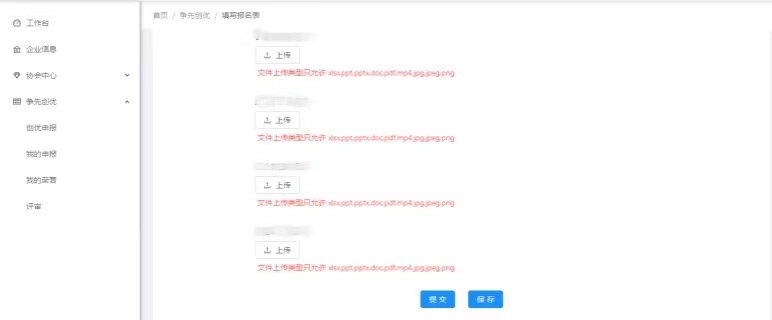 首页 / 争先创优 / 填写报名表
工作台
企业信息
协会中心
争先创优
创优申报
我的申报
我的荣誉
评审
上传
文件上传类型只允许 xlsx,ppt,pptx,doc,pdf,mp4,jpg,jpeg,png
上传
文件上传类型只允许 xlsx,ppt,pptx,doc,pdf,mp4,jpg,jpeg,png
上传
文件上传类型只允许 xlsx,ppt,pptx,doc,pdf,mp4,jpg,jpeg,png
上传
文件上传类型只允许 xlsx,ppt,pptx,doc,pdf,mp4,jpg,jpeg,png
提交 保存